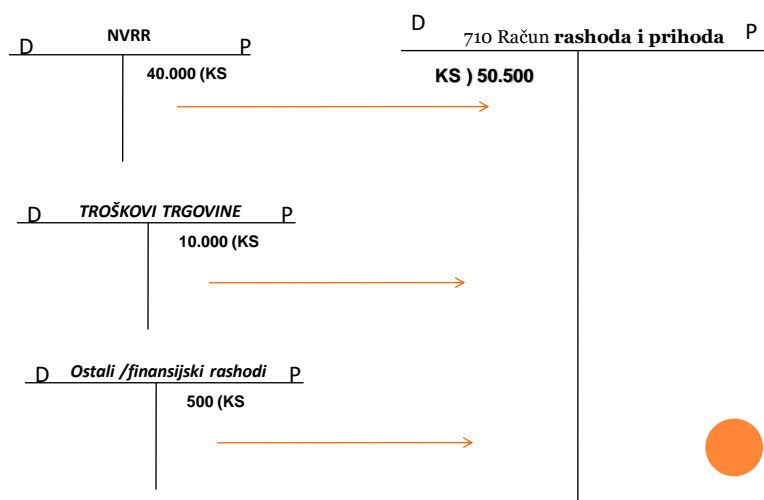 D NVRR P
40.000 (KS
D 710 Račun rashoda i prihoda P
KS ) 50.500
D TROŠKOVI TRGOVINE P
10.000 (KS
D Ostali /finansijski rashodi P
500 (KS